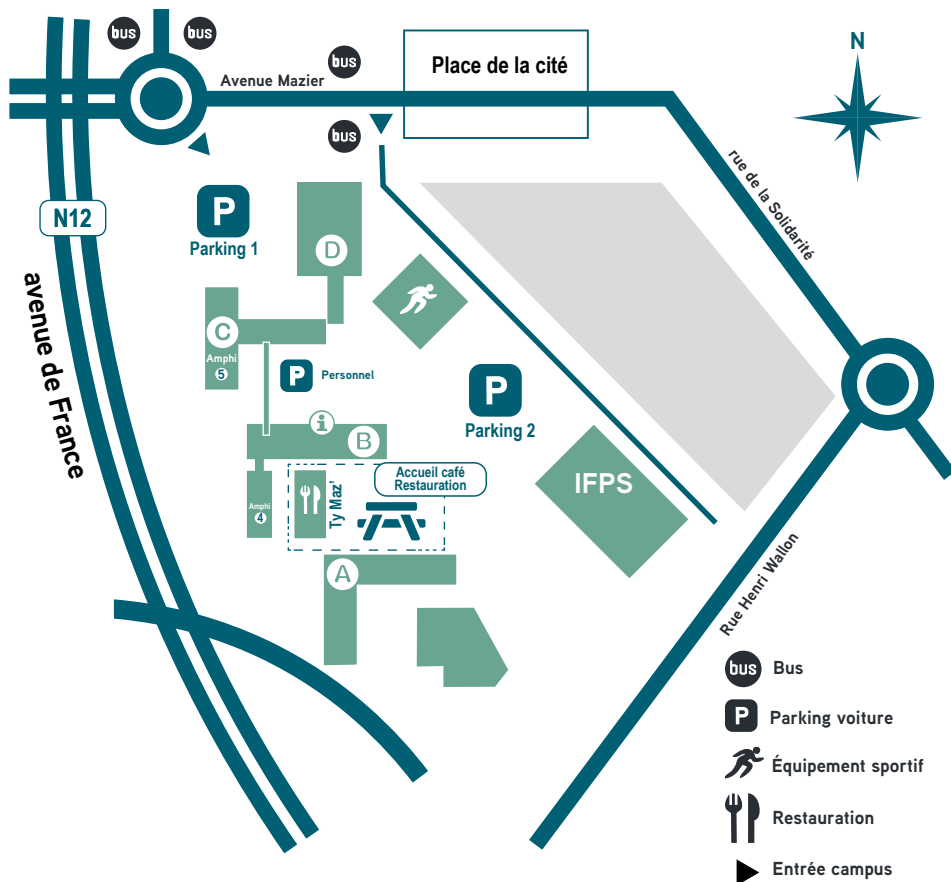 bus
bus
bus
Place de la cité
Avenue Mazier
N
bus
rue de la Solidarité
P
Parking 1
N12
D
avenue de France
C
Amphi
5
P
Personnel
P
Parking 2
i
B
Accueil café
Restauration
IFPS
Ty Maz'
Amphi
4
A
Rue Henri Wallon
bus
Bus
P
Parking voiture
Équipement sportif
Restauration
Entrée campus